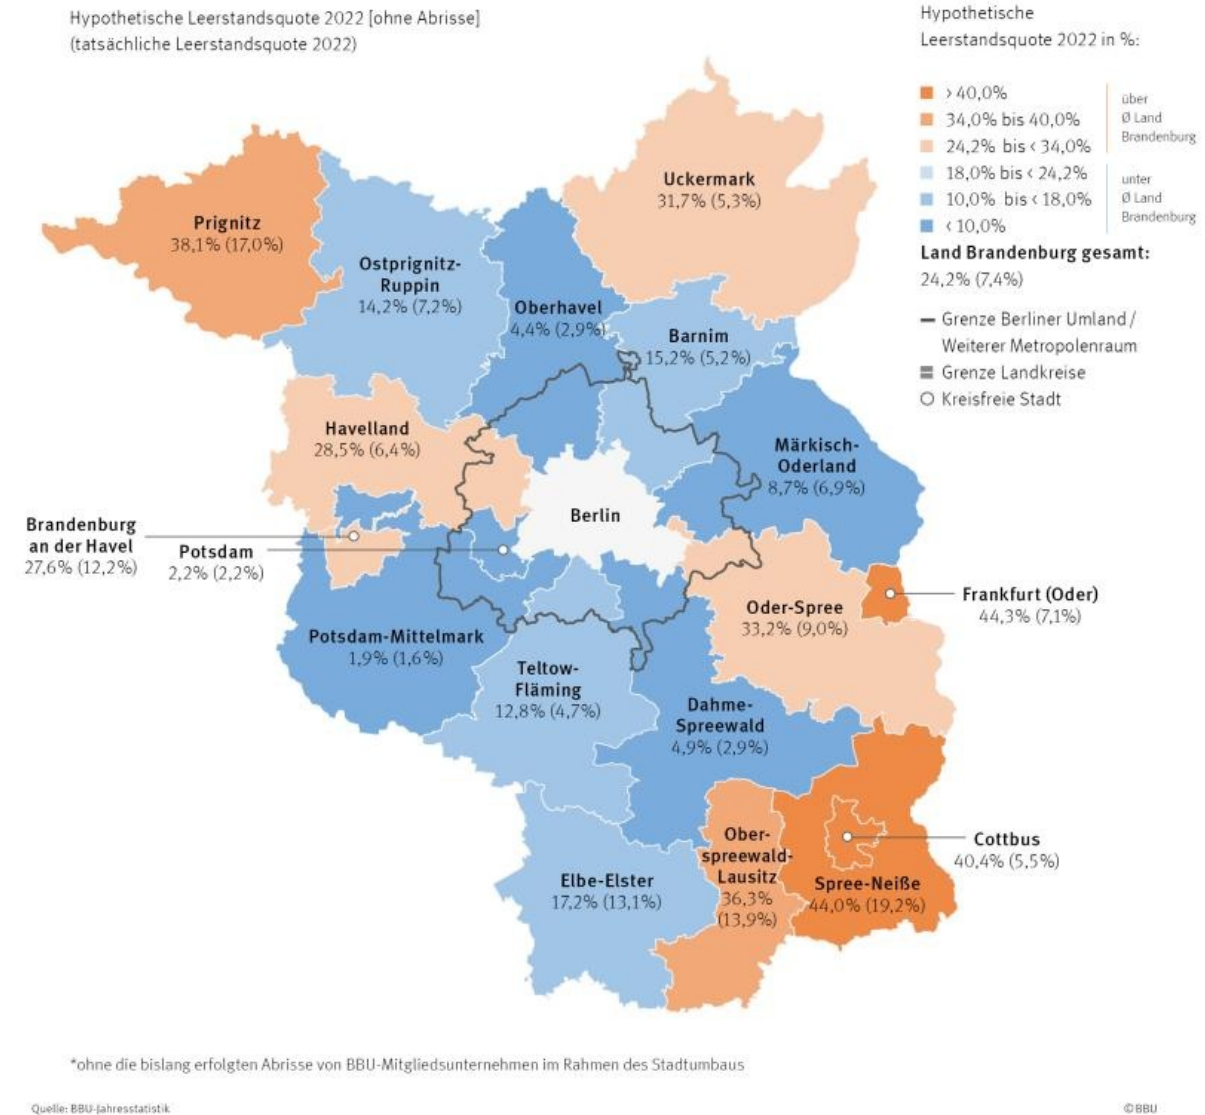 Hypothetische Leerstandsquote 2022 [ohne Abrisse]
(tatsächliche Leerstandsquote 2022)
Hypothetische
Leerstandsquote 2022 in %:
> 40,0%
34,0% bis 40,0%
24,2% bis < 34,0%
über
Ø Land
Brandenburg
18,0% bis < 24,2%
10,0% bis < 18,0%
< 10,0%
unter
Ø Land
Brandenburg
Land Brandenburg gesamt:
24,2% (7,4%)
Grenze Berliner Umland /
Weiterer Metropolenraum
Grenze Landkreise
Kreisfreie Stadt
Uckermark
31,7% (5,3%)
Prignitz
38,1% (17,0%)
Ostprignitz-
Ruppin
14,2% (7,2%)
Oberhavel
4,4% (2,9%)
Barnim
15,2% (5,2%)
Havelland
28,5% (6,4%)
Märkisch-
Oderland
8,7% (6,9%)
Berlin
Brandenburg
an der Havel
27,6% (12,2%)
Potsdam
2,2% (2,2%)
Frankfurt (Oder)
44,3% (7,1%)
Oder-Spree
33,2% (9,0%)
Potsdam-Mittelmark
1,9% (1,6%)
Teltow-
Fläming
12,8% (4,7%)
Dahme-
Spreewald
4,9% (2,9%)
Cottbus
40,4% (5,5%)
Ober-
spreewald-
Lausitz
36,3%
(13,9%)
Spree-Neiße
44,0% (19,2%)
Elbe-Elster
17,2% (13,1%)
*ohne die bislang erfolgten Abrisse von BBU-Mitgliedsunternehmen im Rahmen des Stadtumbaus
Quelle: BBU-Jahresstatistik
© BBU